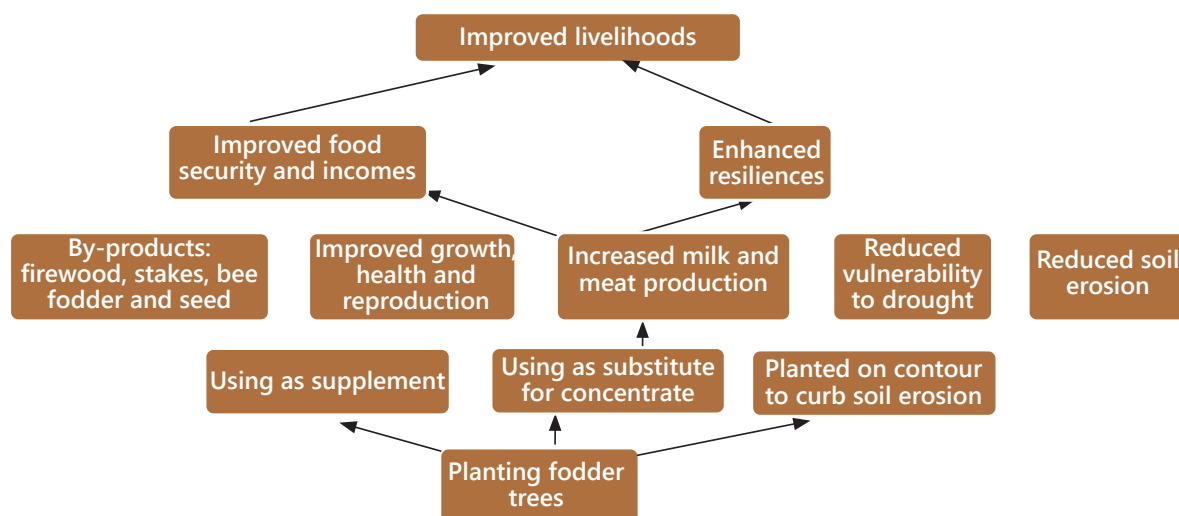 Improved livelihoods
Improved food
security and incomes
Enhanced
resiliences
By-products:
firewood, stakes, bee
fodder and seed
Improved growth,
health and
reproduction
Increased milk and
meat production
Reduced
vulnerability
to drought
Reduced soil
erosion
Using as supplement
Using as substitute
for concentrate
Planted on contour
to curb soil erosion
Planting fodder
trees